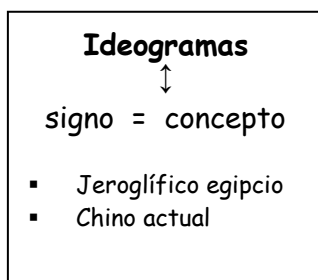 Ideogramas
↕
signo = concepto
▪ Jeroglífico egipcio
▪ Chino actual